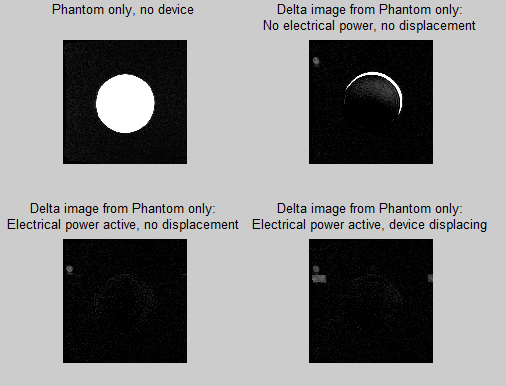 Phantom only, no device
Delta image from Phantom only:
No electrical power, no displacement
Delta image from Phantom only:
Electrical power active, no displacement
Delta image from Phantom only:
Electrical power active, device displacing